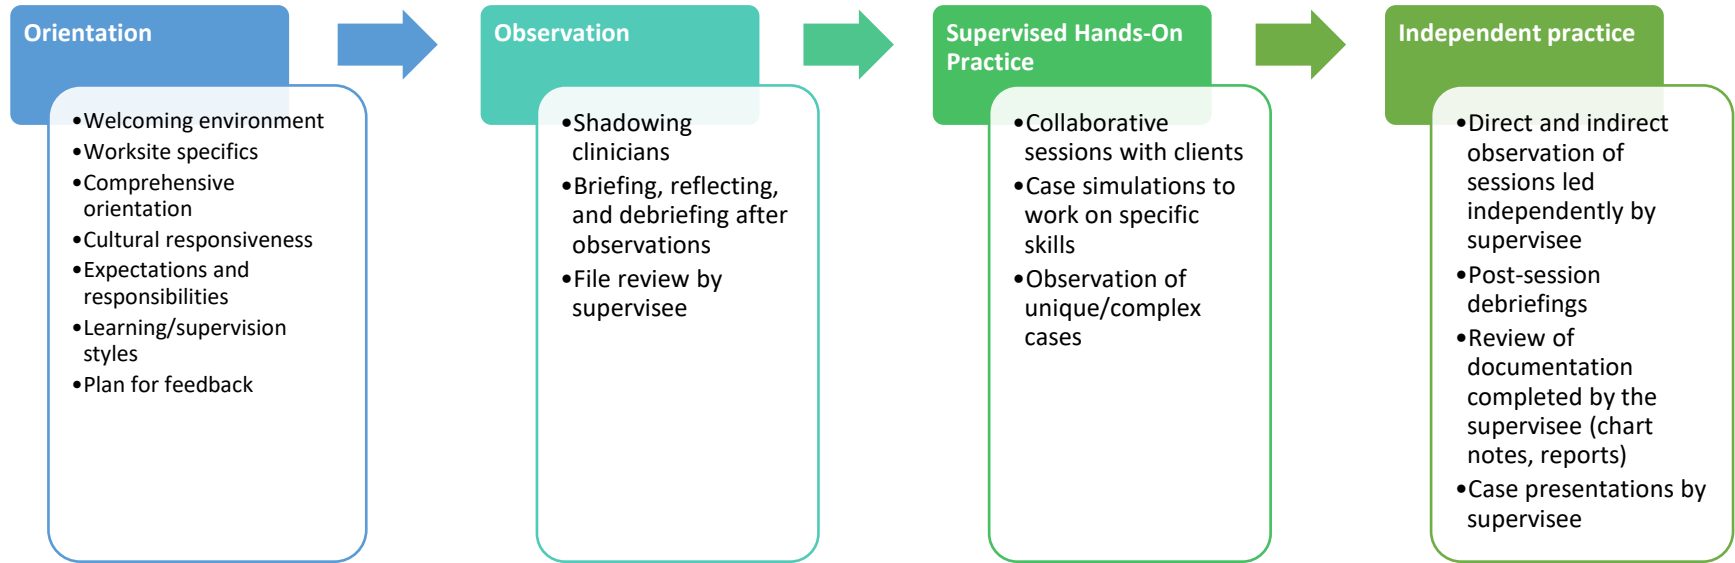 Orientation
•Welcoming environment
•Worksite specifics
•Comprehensive
orientation
•Cultural responsiveness
•Expectations and
responsibilities
•Learning/supervision
styles
•Plan for feedback
Observation
•Shadowing
clinicians
•Briefing, reflecting,
and debriefing after
observations
•File review by
supervisee
Supervised Hands-On
Practice
•Collaborative
sessions with clients
•Case simulations to
work on specific
skills
•Observation of
unique/complex
cases
Independent practice
•Direct and indirect
observation of
sessions led
independently by
supervisee
•Post-session
debriefings
•Review of
documentation
completed by the
supervisee (chart
notes, reports)
•Case presentations by
supervisee